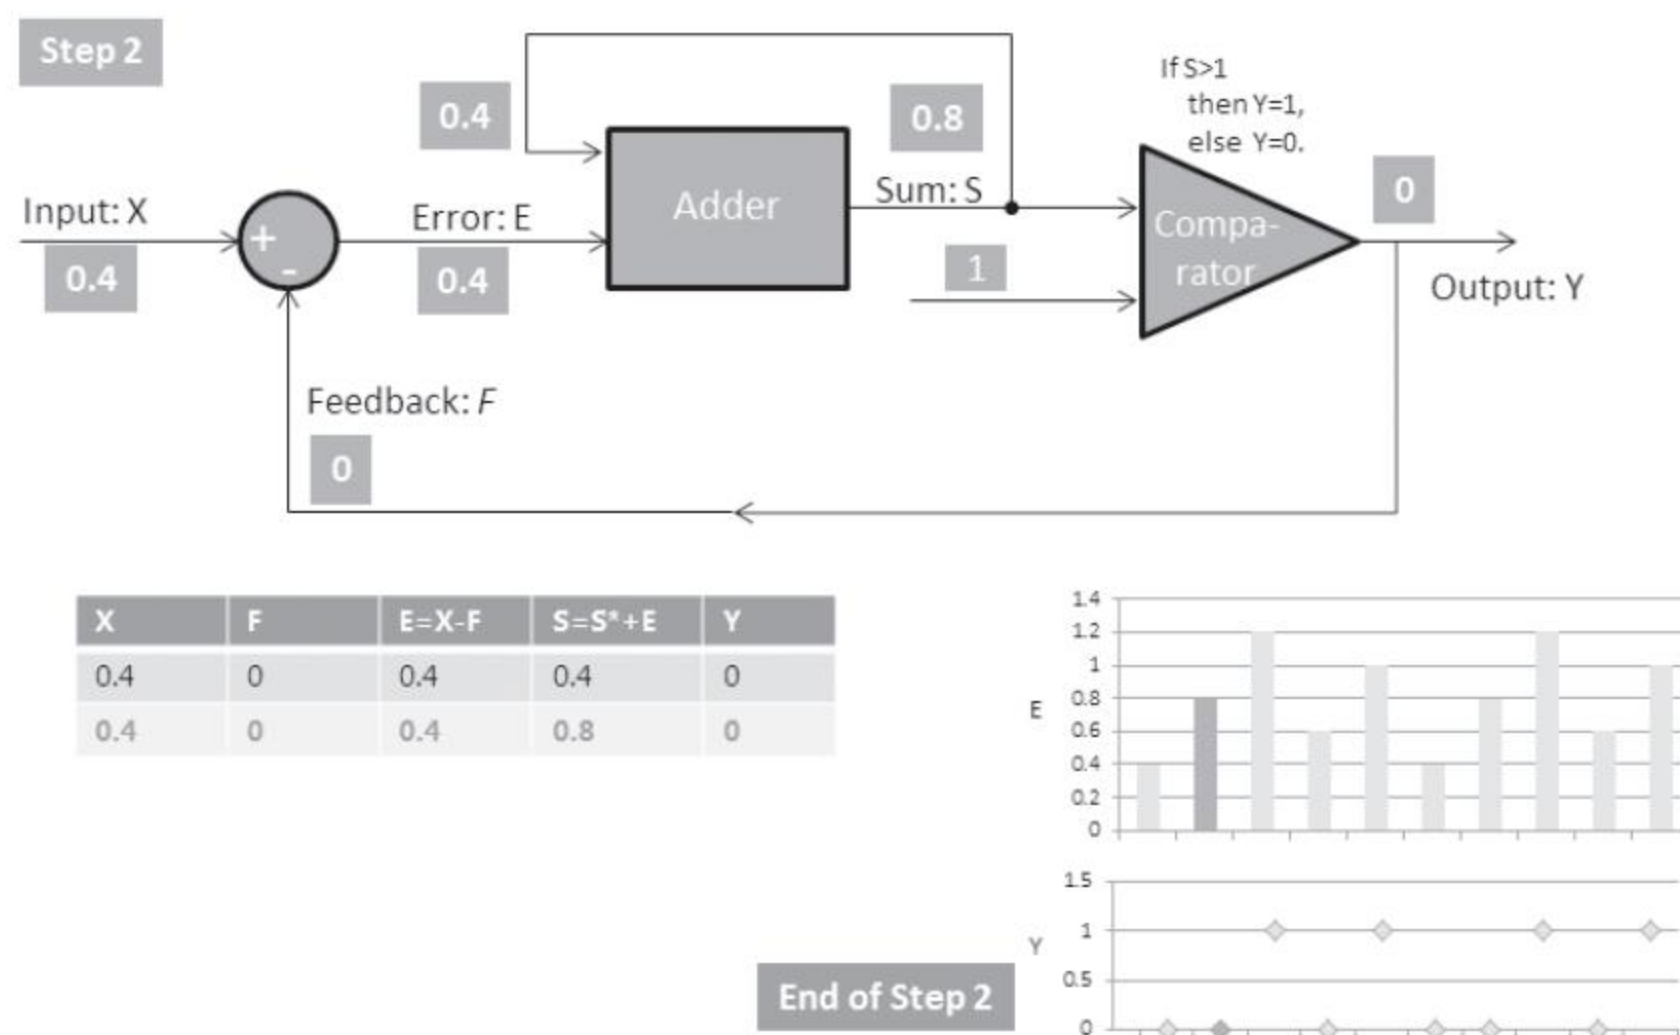 Step 2
If S>1
then Y=1,
else Y=0.
0.4
0.8
0
Input: X
Error: E
Adder
Sum: S
+
-
Compa-
rator
0.4
0.4
1
Output: Y
Feedback: F
0
X F E=X-F S=S*+E Y
0.4 0 0.4 0.4 0
0.4 0 0.4 0.8 0
E
1.4
1.2
1
0.8
0.6
0.4
0.2
0
Y
1.5
1
0.5
0
End of Step 2